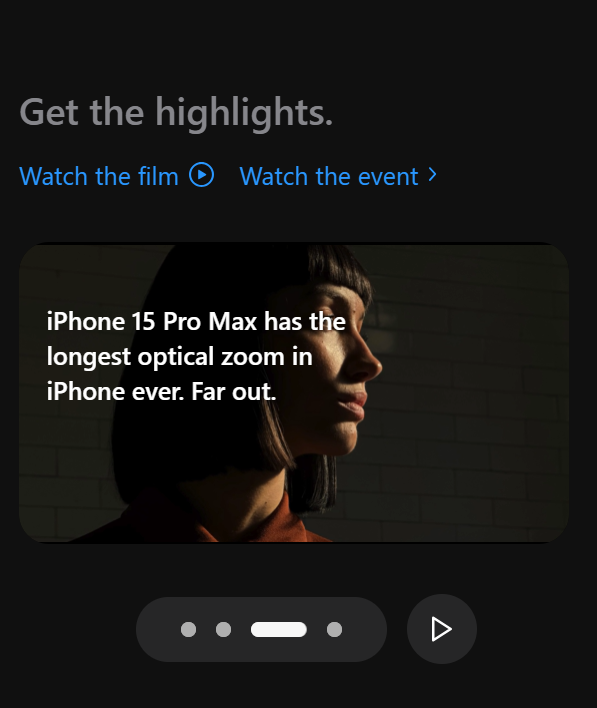 Get the highlights.
Watch the film
Watch the event
iPhone 15 Pro Max has the
longest optical zoom in
iPhone ever. Far out.